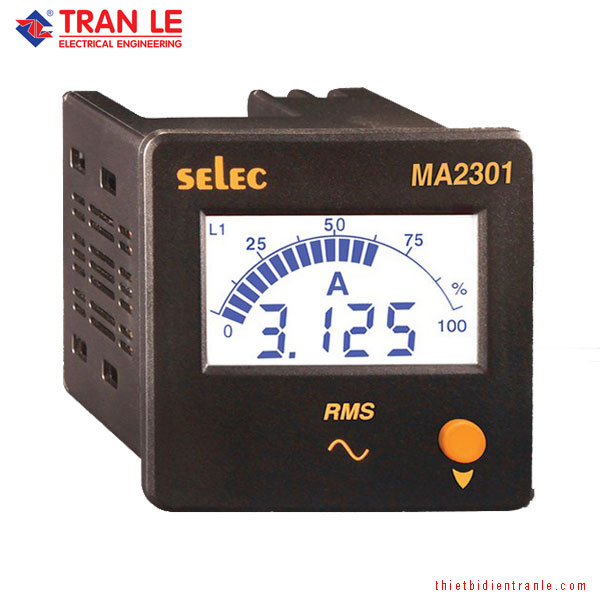 TRAN LE
ELECTRICAL ENGINEERING
selec
MA2301
L1
0 25 50 75 100 %
A
3.125
RMS
thietbidientranle.com